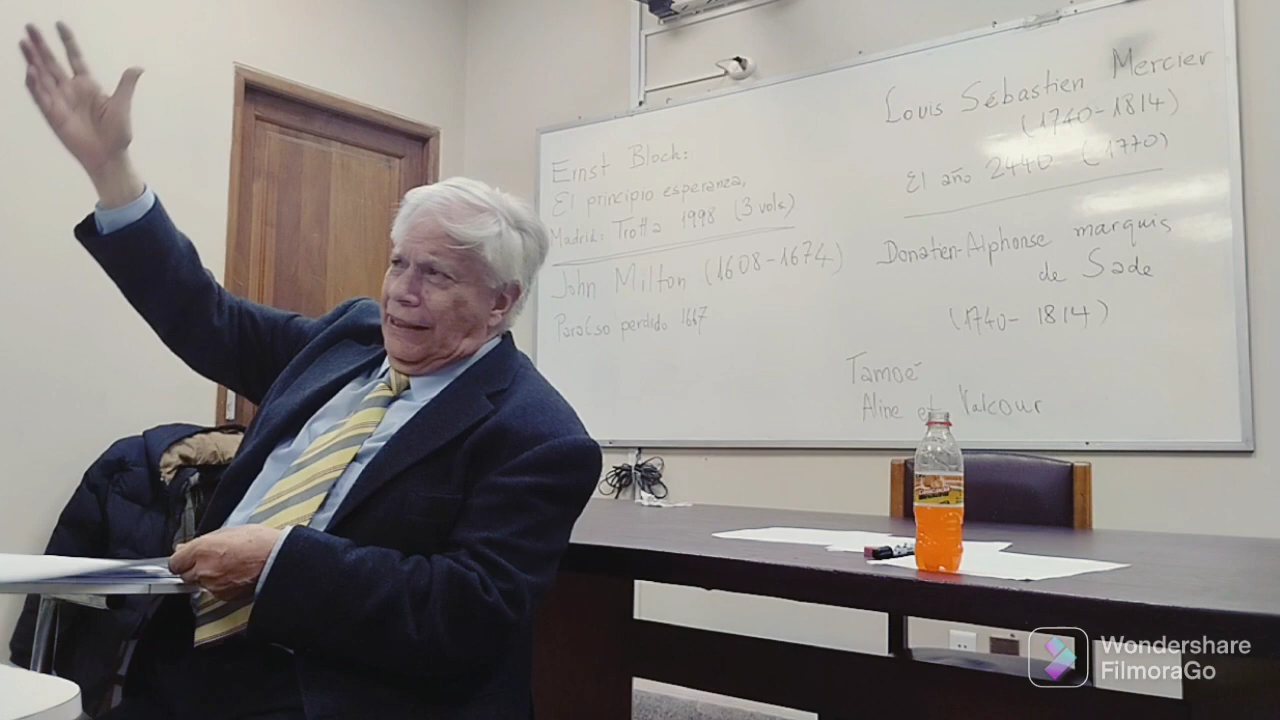 Ernst Bloch:
El principio esperanza,
Madrid, Trotta 1998 (3 vols)
John Milton (1608-1674)
Paraíso perdido 1667
Louis Sébastien Mercier
(1740-1814)
El año 2440 (1770)
Donatien-Alphonse marquis
de Sade
(1740-1814)
Tamoé
Aline et Valcour
Wondershare
FilmoraGo